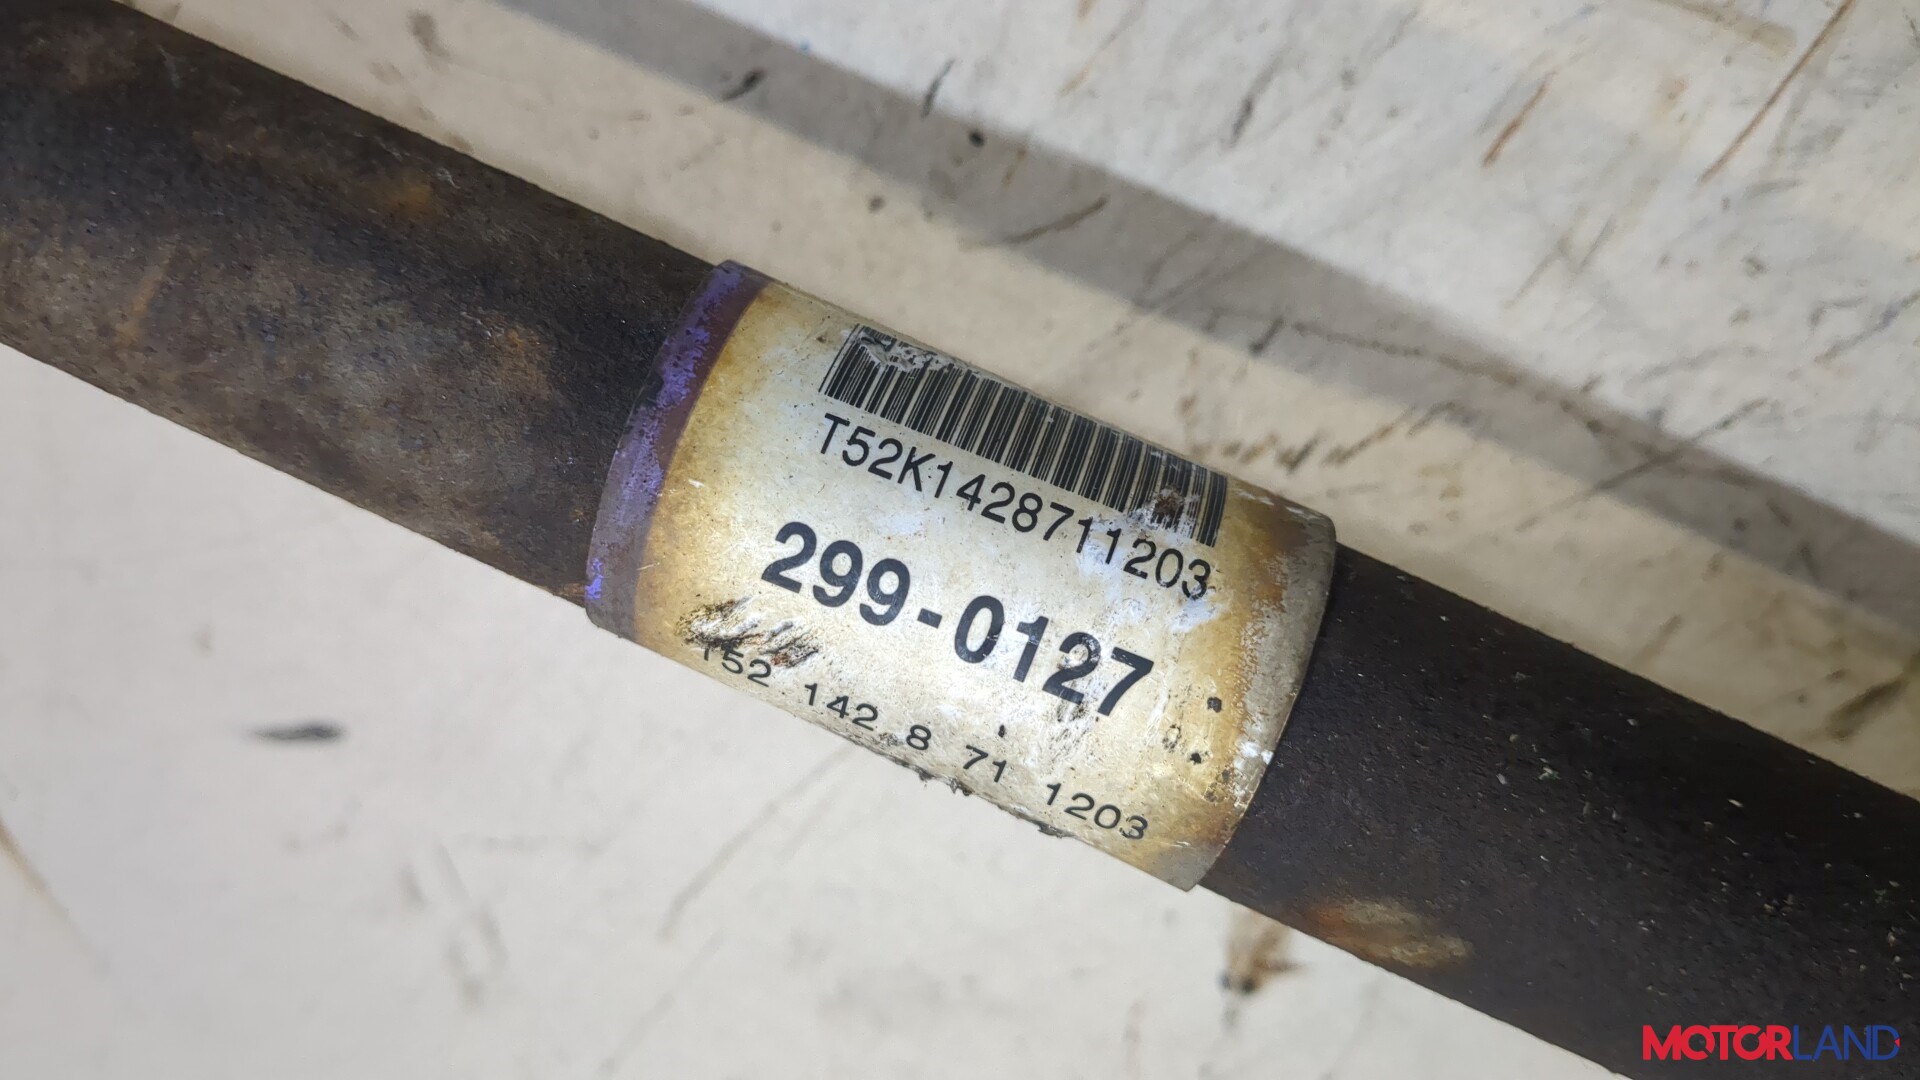 T52K1428711203
299-0127
T52 142 8 71 1203
MOTORLAND